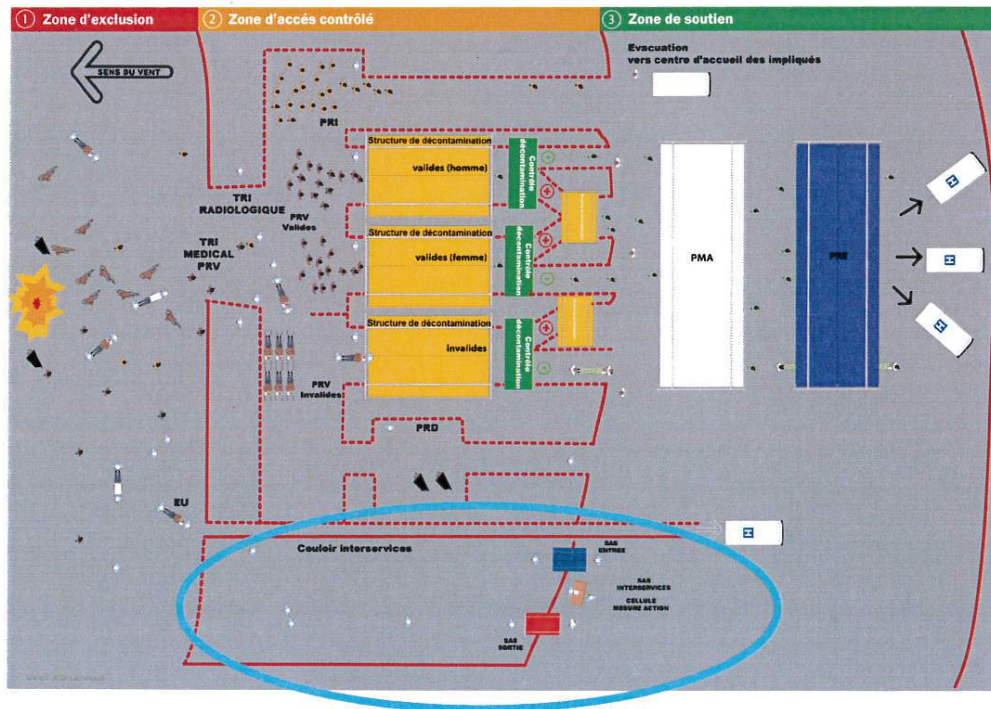 1 Zone d'exclusion
2 Zone d'accés contrôlé
3 Zone de soutien
SENS DU VENT
Evacuation
vers centre d'accueil des impliqués
PRI
Structure de décontamination
valides (homme)
Contrôle
décontamination
TRI
RADIOLOGIQUE
PRV
Valides
TRI
MEDICAL
PRV
Structure de décontamination
valides (femme)
Contrôle
décontamination
PMA
PRE
H
H
H
Structure de décontamination
invalides
Contrôle
décontamination
PRV
Invalides
PRD
EU
H
Couloir interservices
SAS
ENTREE
SAS
INTERSERVICES
CELLULE
MESURE ACTION
SAS
SORTIE